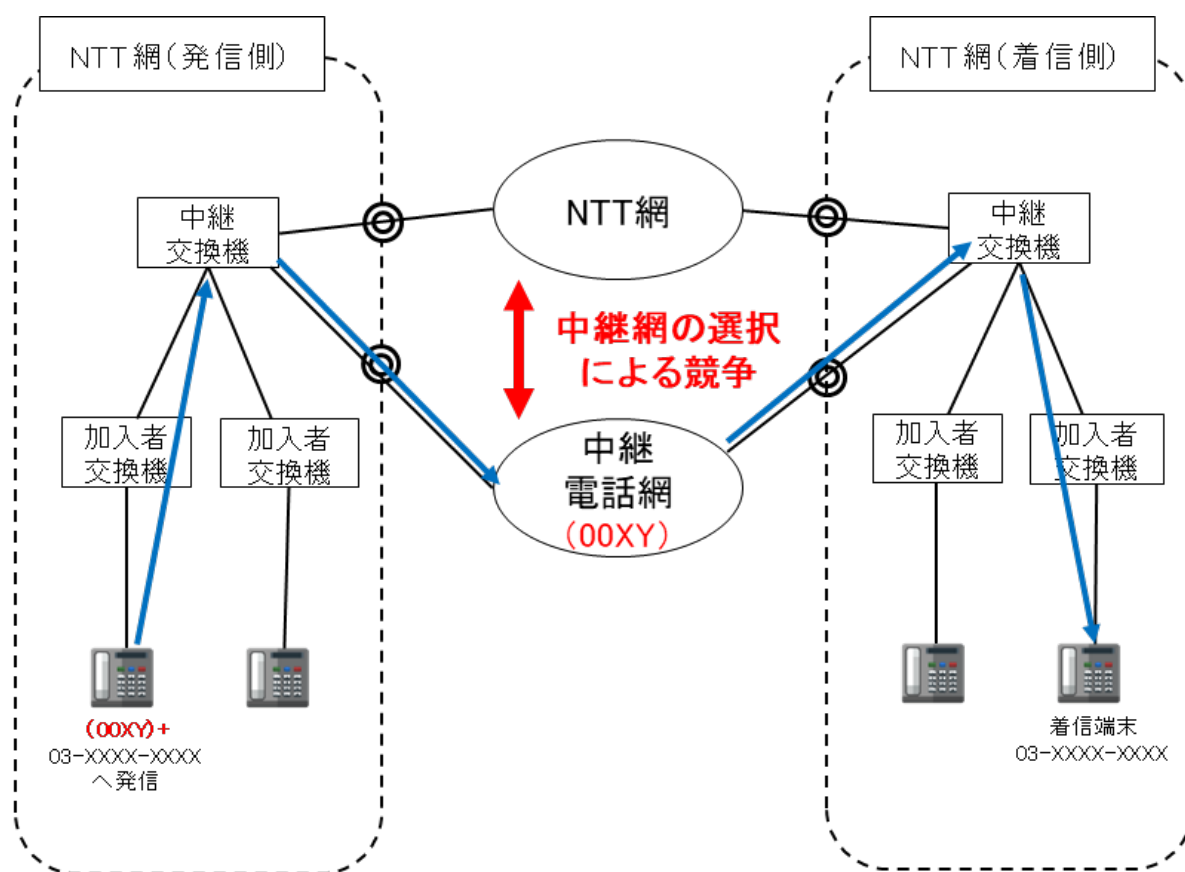 NTT網(発信側)
NTT網(着信側)
中継
交換機
NTT網
中継
交換機
中継網の選択
による競争
加入者
交換機
加入者
交換機
中継
電話網
(00XY)
加入者
交換機
加入者
交換機
(00XY)+
03-XXXX-XXXX
へ発信
着信端末
03-XXXX-XXXX